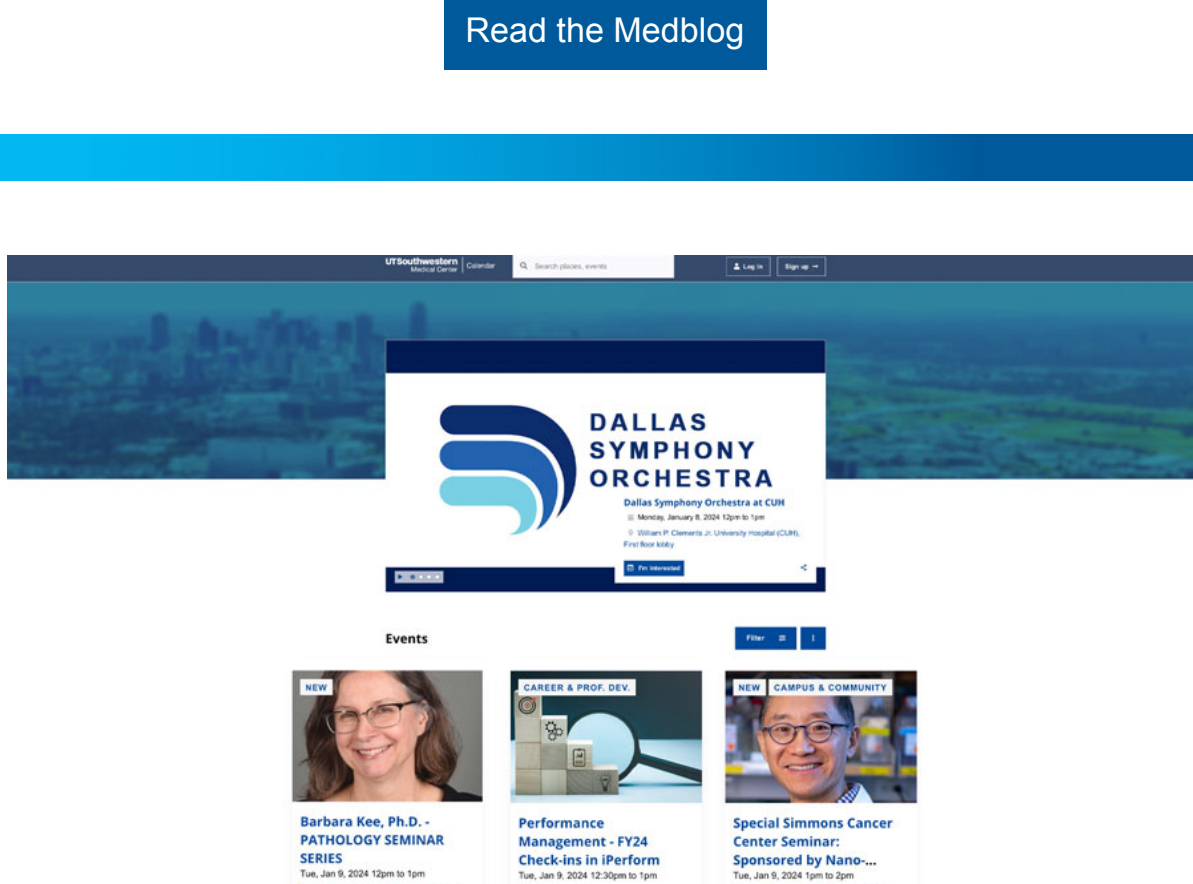 Read the Medblog
UTSouthwestern
Medical Center
Calendar
Search places, events
Log In
Sign up →
DALLAS
SYMPHONY
ORCHESTRA
Dallas Symphony Orchestra at CUH
Monday, January 8, 2024 12pm to 1pm
William P. Clements Jr. University Hospital (CUH),
First floor lobby
I'm Interested
Events
Filter
NEW
CAREER & PROF. DEV.
NEW CAMPUS & COMMUNITY
Barbara Kee, Ph.D. -
PATHOLOGY SEMINAR
SERIES
Tue, Jan 9, 2024 12pm to 1pm
Performance
Management - FY24
Check-ins in iPerform
Tue, Jan 9, 2024 12:30pm to 1pm
Special Simmons Cancer
Center Seminar:
Sponsored by Nano-...
Tue, Jan 9, 2024 1pm to 2pm